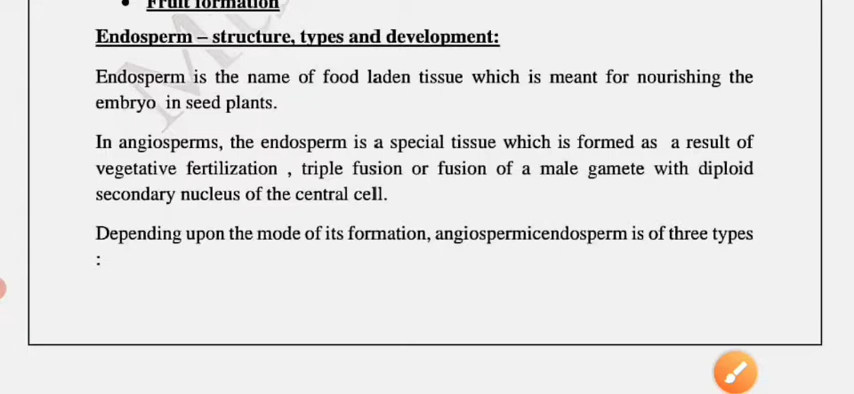 • Fruit formation
Endosperm – structure, types and development:
Endosperm is the name of food laden tissue which is meant for nourishing the
embryo in seed plants.
In angiosperms, the endosperm is a special tissue which is formed as a result of
vegetative fertilization , triple fusion or fusion of a male gamete with diploid
secondary nucleus of the central cell.
Depending upon the mode of its formation, angiospermicendosperm is of three types
: